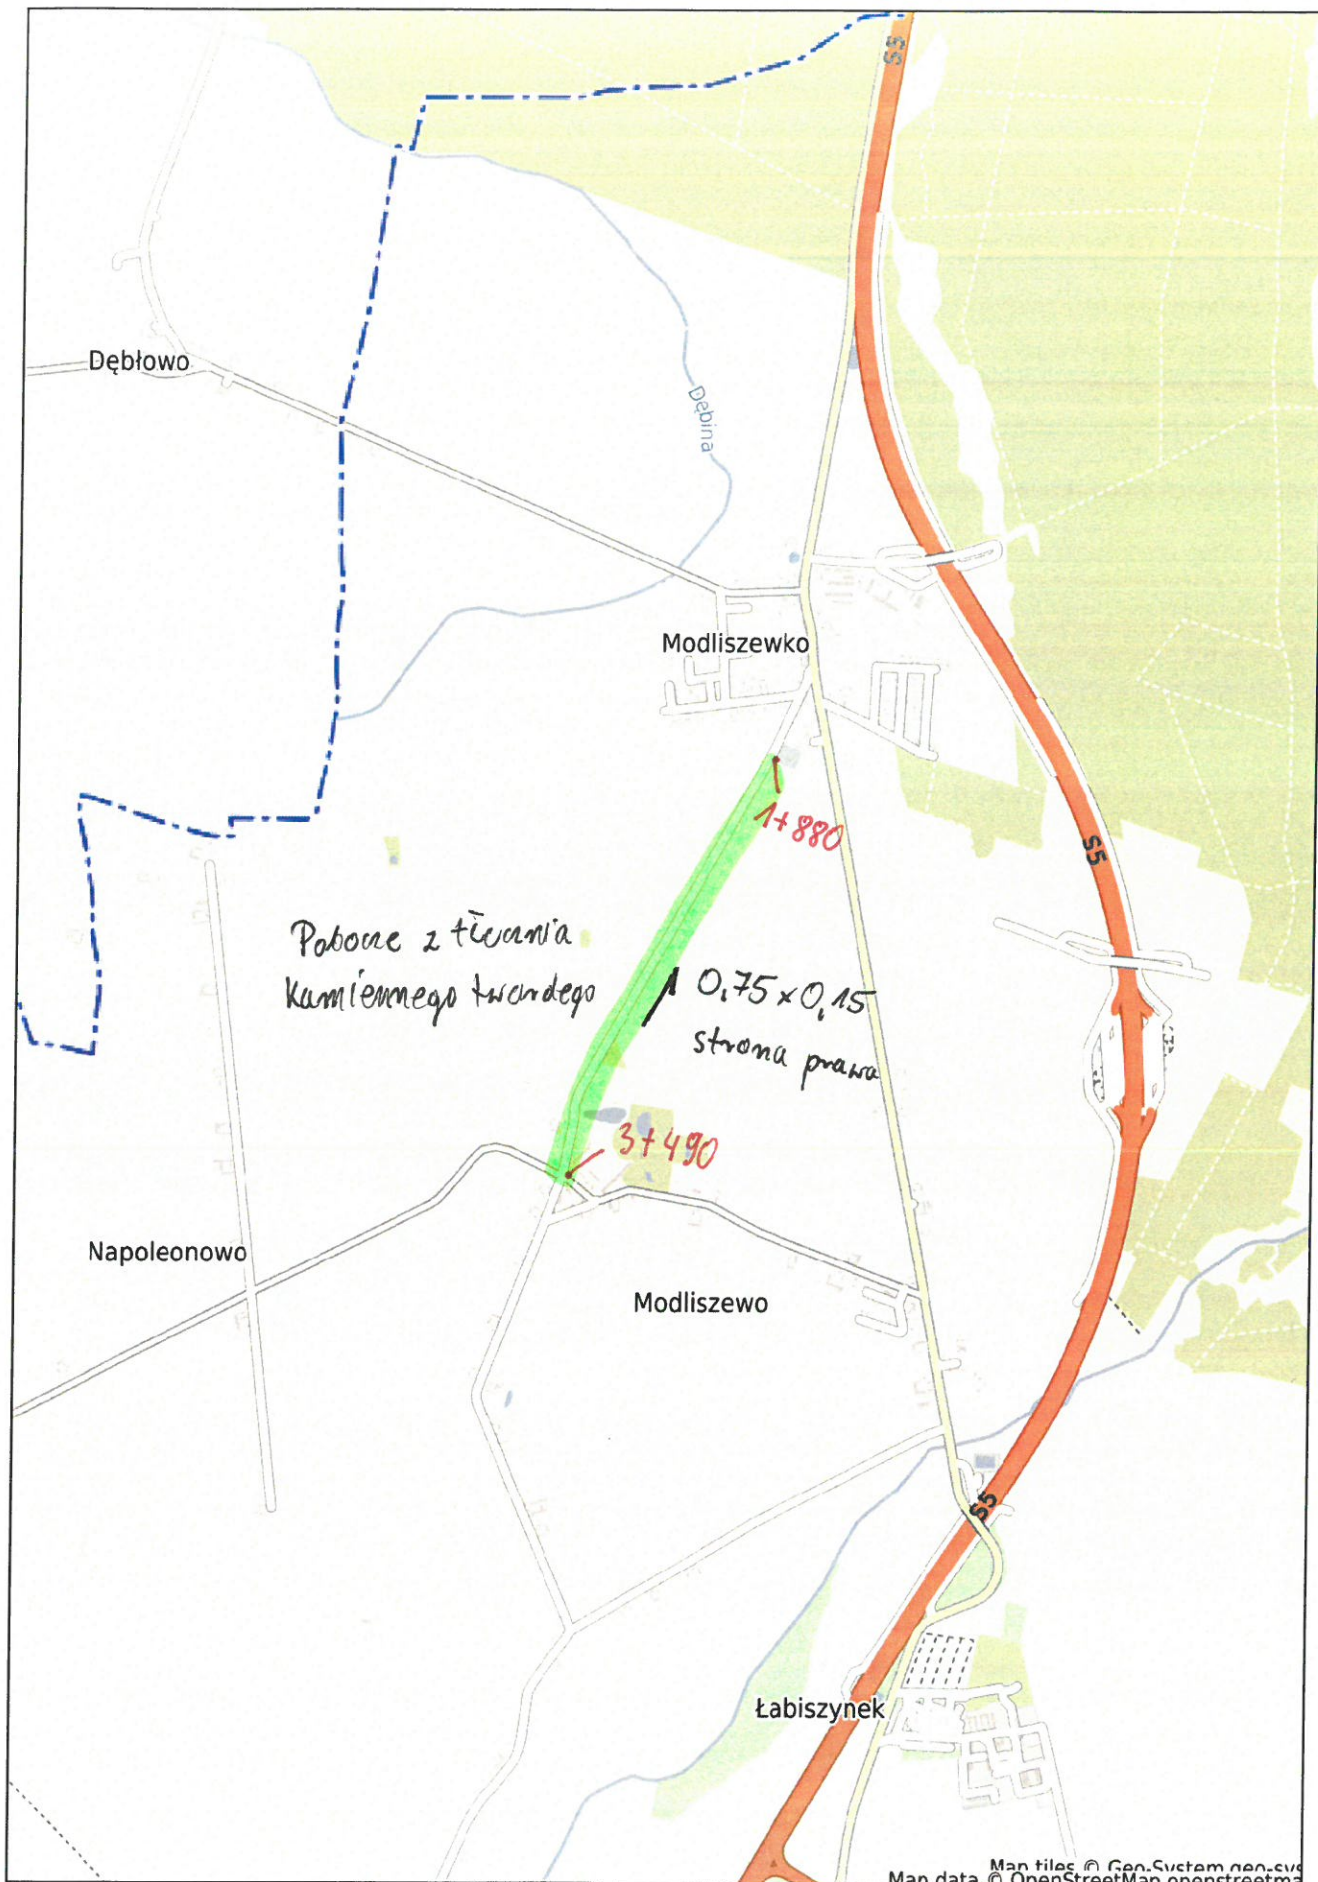 S5
Dębłowo
Dębina
Modliszewko
1+880
S5
Pobocze z tłucznia
kamiennego twardego
0,75 x 0,15
strona prawa
3+490
Napoleonowo
Modliszewo
S5
Łabiszynek
Map tiles © Geo-System geo-sys
Map data © OpenStreetMap openstreetma